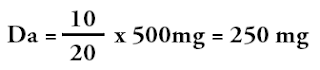 Da = 10/20 x 500mg = 250 mg